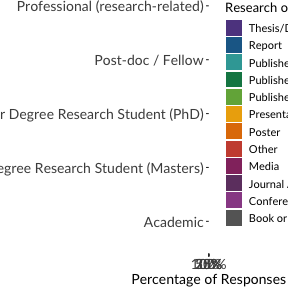 Professional (research-related)
Post-doc / Fellow
r Degree Research Student (PhD)
egree Research Student (Masters)
Academic
Percentage of Responses
Research o
Thesis/D
Report
Publishe
Publishe
Publishe
Presenta
Poster
Other
Media
Journal
Confere
Book or